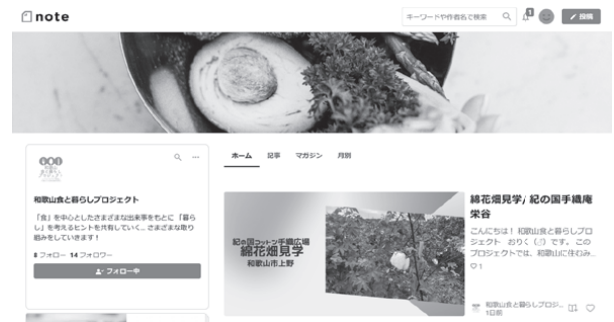 note
キーワードや作者名で検索
1
投稿
ホーム 記事 マガジン 月別
和歌山食と暮らしプロジェクト
「食」を中心としたさまざまな出来事をもとに「暮ら
し」を考えるヒントを共有していく... さまざまな取り
組みをしていきます！
8 フォロー 14 フォロワー
フォロー中
紀の国コットン手織広場
綿花畑見学
和歌山市上野
綿花畑見学/ 紀の国手織庵
栄谷
こんにちは！ 和歌山食と暮らしプロ
ジェクト おりく（ ）です。 この
プロジェクトでは、和歌山に住むみ...
1
和歌山食と暮らしプロジ...
1日前